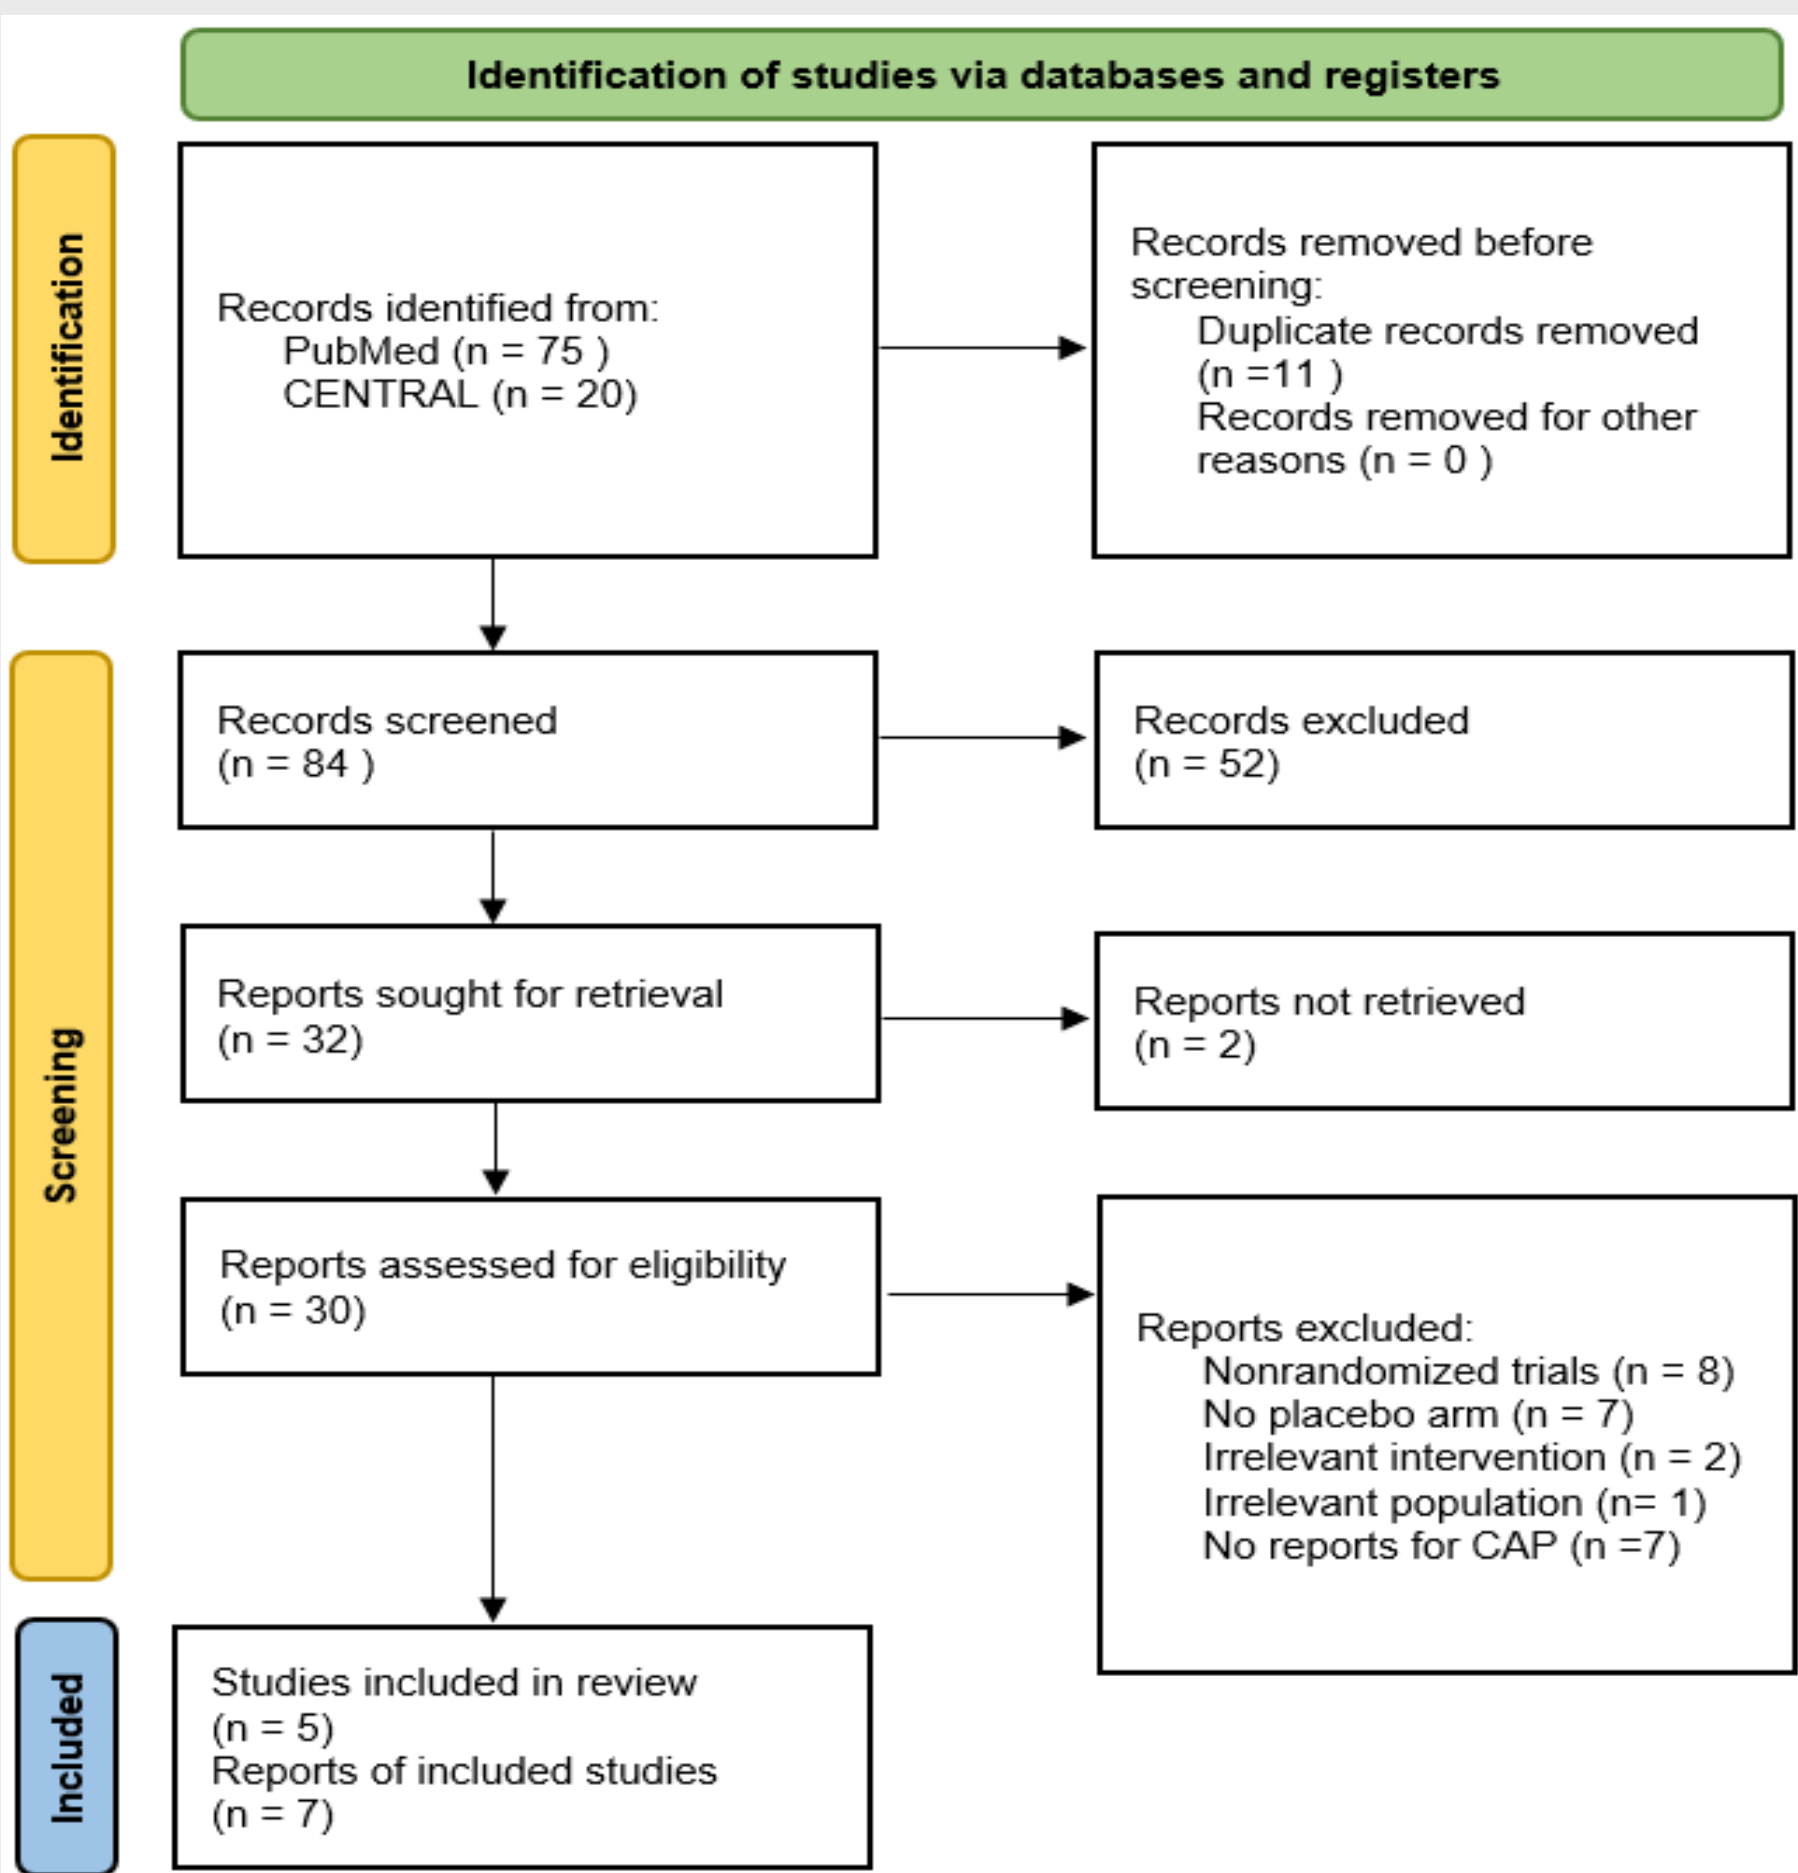 Identification of studies via databases and registers
Identification
Records identified from:
PubMed (n = 75 )
CENTRAL (n = 20)
Records removed before
screening:
Duplicate records removed
(n =11 )
Records removed for other
reasons (n = 0 )
Screening
Records screened
(n = 84 )
Records excluded
(n = 52)
Reports sought for retrieval
(n = 32)
Reports not retrieved
(n = 2)
Reports assessed for eligibility
(n = 30)
Reports excluded:
Nonrandomized trials (n = 8)
No placebo arm (n = 7)
Irrelevant intervention (n = 2)
Irrelevant population (n= 1)
No reports for CAP (n =7)
Included
Studies included in review
(n = 5)
Reports of included studies
(n = 7)